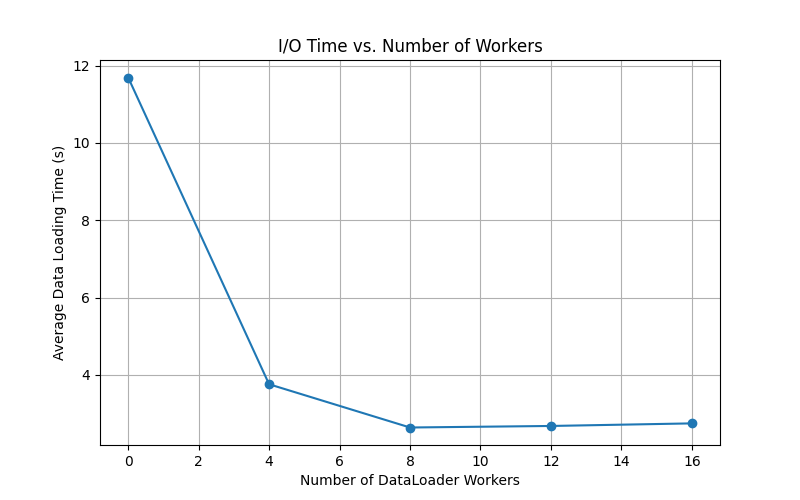 I/O Time vs. Number of Workers
12
10
8
6
4
Average Data Loading Time (s)
0 2 4 6 8 10 12 14 16
Number of DataLoader Workers